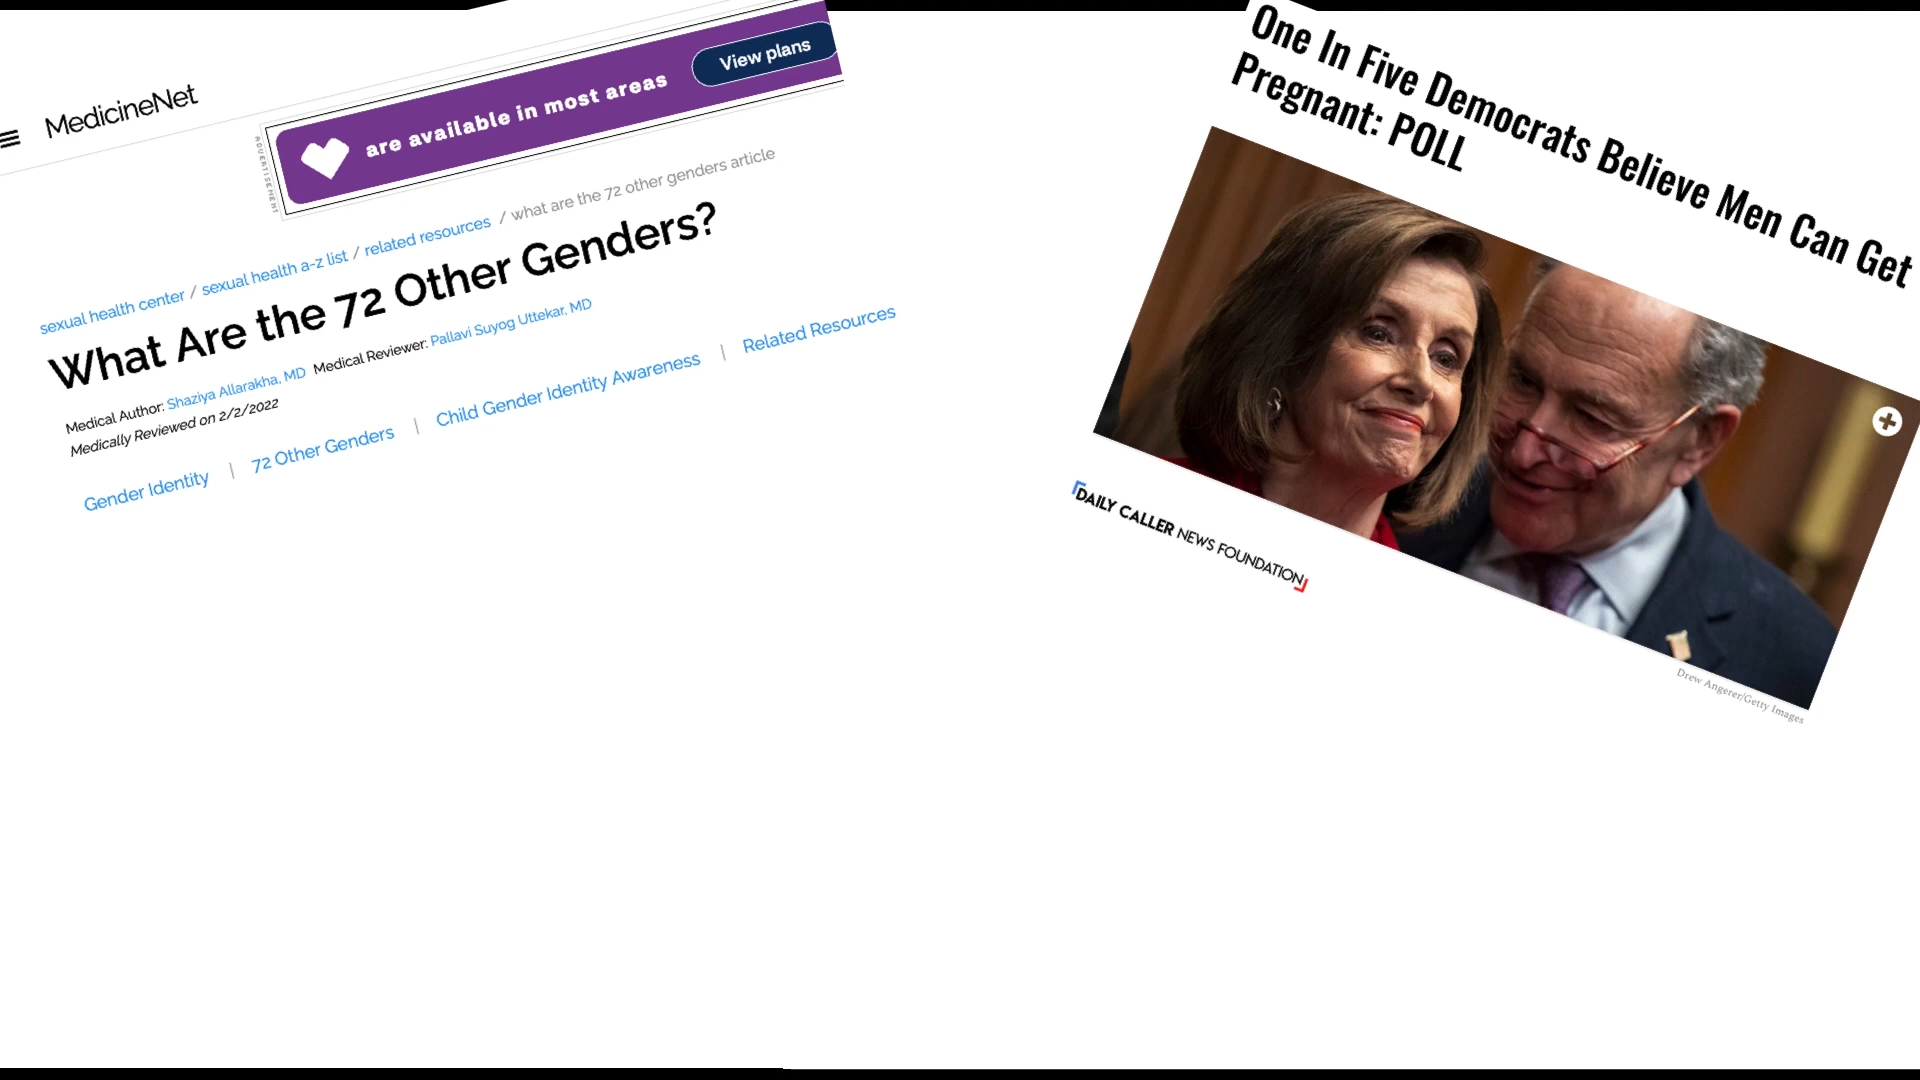 MedicineNet
ADVERTISEMENT
are available in most areas
View plans
sexual health center / sexual health a-z list / related resources / what are the 72 other genders article
What Are the 72 Other Genders?
Medical Author: Shaziya Allarakha, MD Medical Reviewer: Pallavi Suyog Uttekar, MD
Medically Reviewed on 2/2/2022
Gender Identity | 72 Other Genders | Child Gender Identity Awareness | Related Resources
One In Five Democrats Believe Men Can Get
Pregnant: POLL
DAILY CALLER NEWS FOUNDATION
Drew Angerer/Getty Images